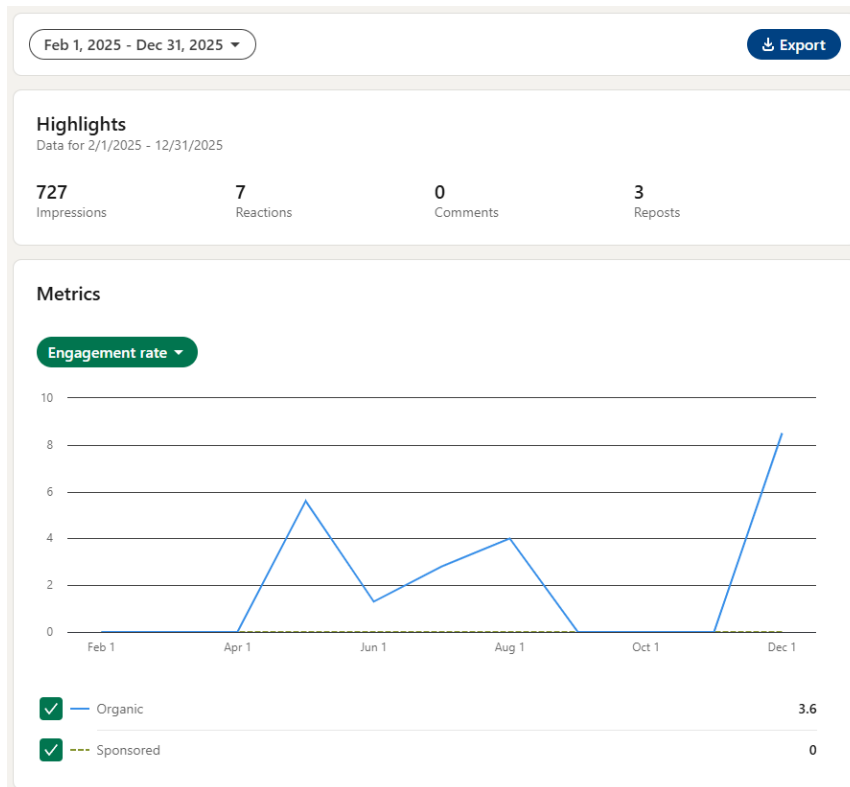 Feb 1, 2025 - Dec 31, 2025
Export
Highlights
Data for 2/1/2025 - 12/31/2025
727 7 0 3
Impressions Reactions Comments Reposts
Metrics
Engagement rate
10
8
6
4
2
0
Feb 1 Apr 1 Jun 1 Aug 1 Oct 1 Dec 1
Organic 3.6
Sponsored 0